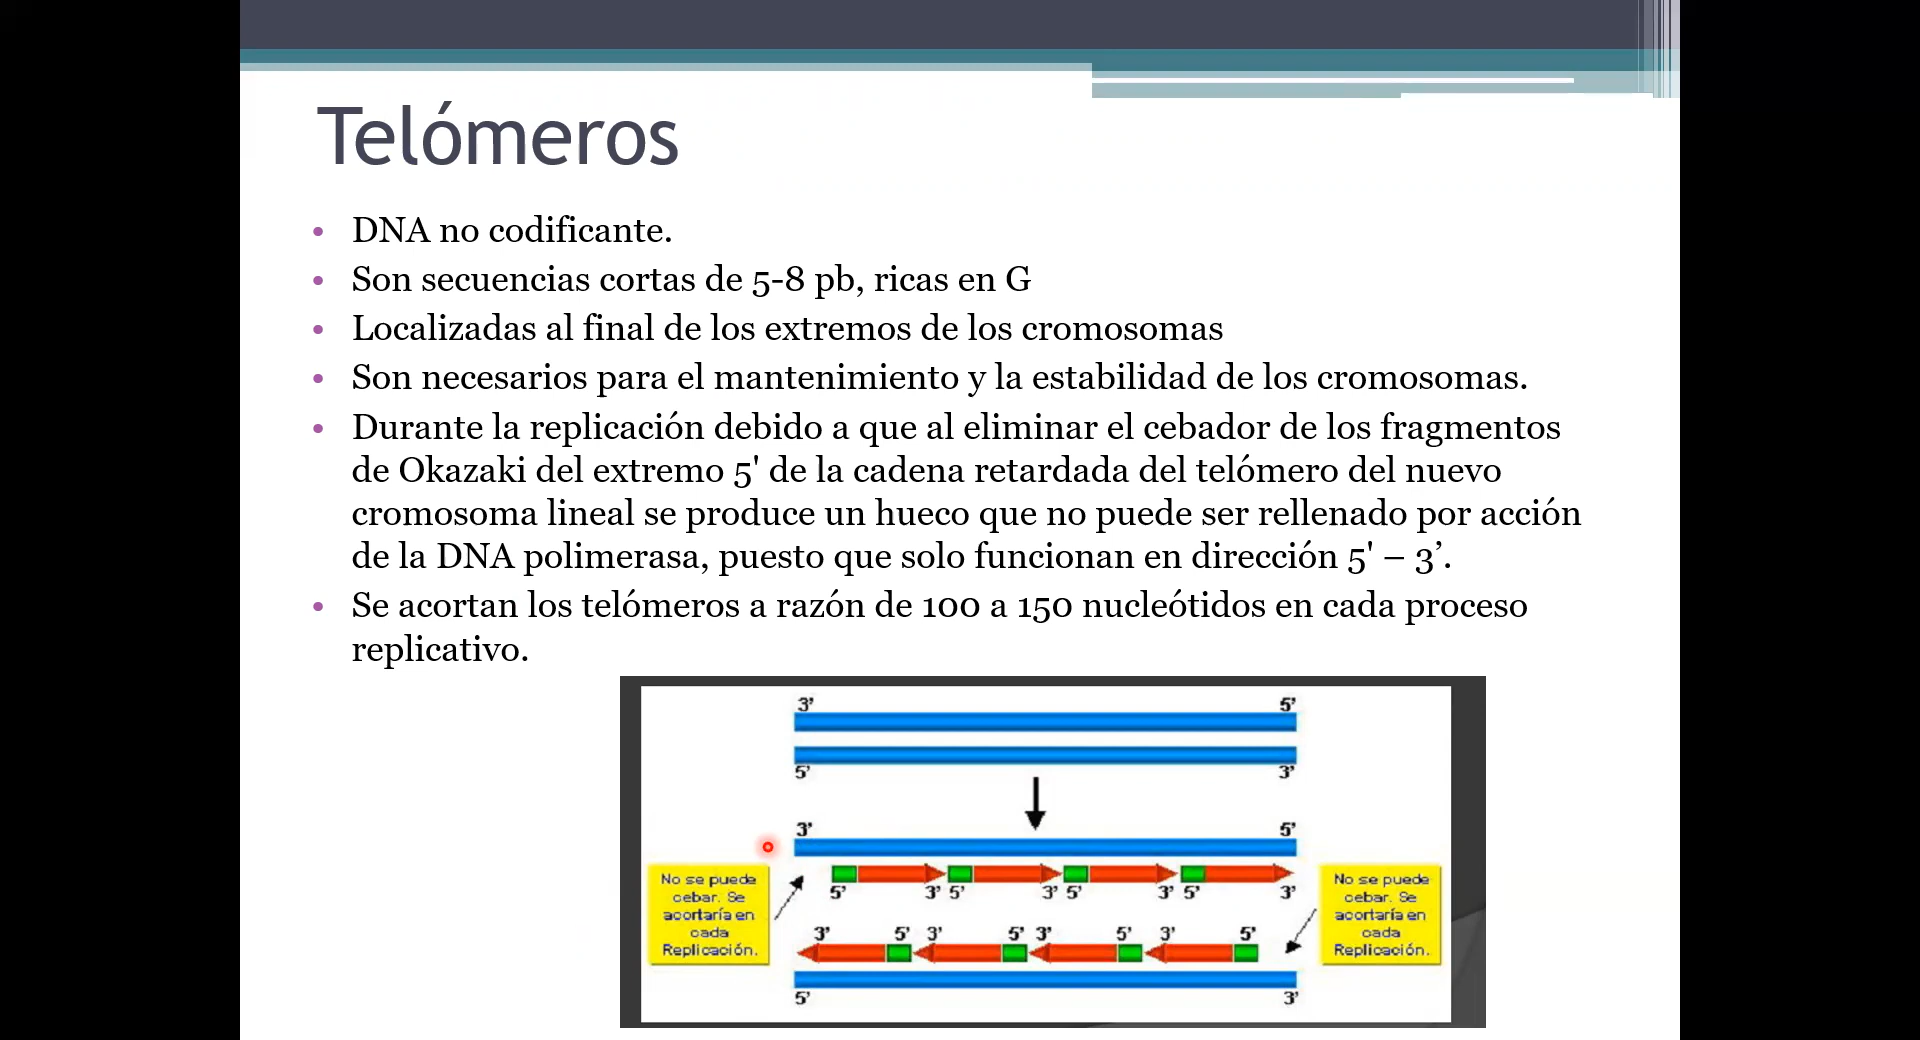 Telómeros
• DNA no codificante.
• Son secuencias cortas de 5-8 pb, ricas en G
• Localizadas al final de los extremos de los cromosomas
• Son necesarios para el mantenimiento y la estabilidad de los cromosomas.
• Durante la replicación debido a que al eliminar el cebador de los fragmentos
de Okazaki del extremo 5' de la cadena retardada del telómero del nuevo
cromosoma lineal se produce un hueco que no puede ser rellenado por acción
de la DNA polimerasa, puesto que solo funcionan en dirección 5' – 3’.
• Se acortan los telómeros a razón de 100 a 150 nucleótidos en cada proceso
replicativo.
3’ 5’
5’ 3’
3’ 5’
No se puede
cebar. Se
acortaría en
cada
Replicación.
5’ 3’ 5’ 3’ 5’ 3’ 5’ 3’
No se puede
cebar. Se
acortaría en
cada
Replicación.
3’ 5’ 3’ 5’ 3’ 5’ 3’ 5’
5’ 3’